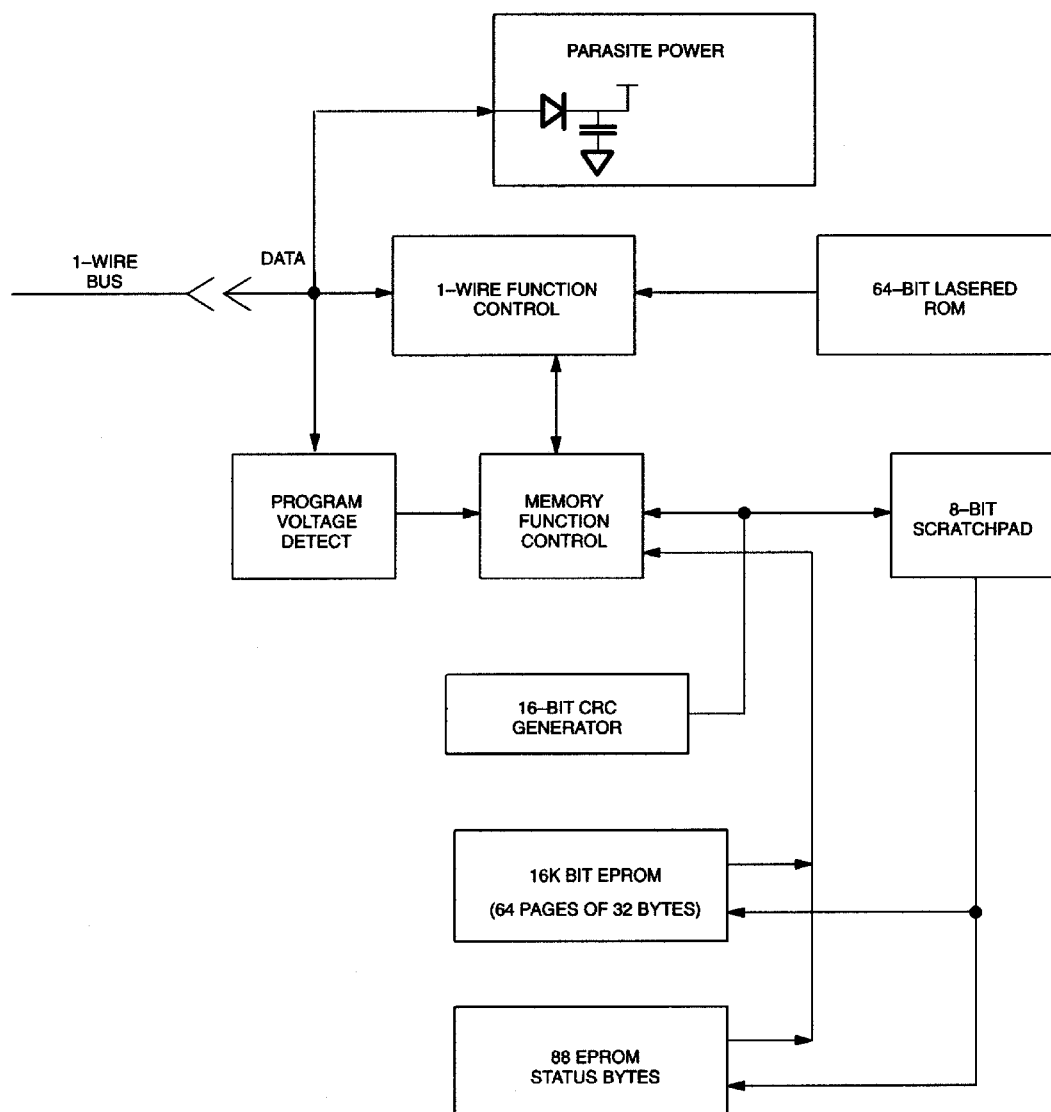 PARASITE POWER
1–WIRE
BUS
DATA
1–WIRE FUNCTION
CONTROL
64–BIT LASERED
ROM
PROGRAM
VOLTAGE
DETECT
MEMORY
FUNCTION
CONTROL
8–BIT
SCRATCHPAD
16–BIT CRC
GENERATOR
16K BIT EPROM
(64 PAGES OF 32 BYTES)
88 EPROM
STATUS BYTES